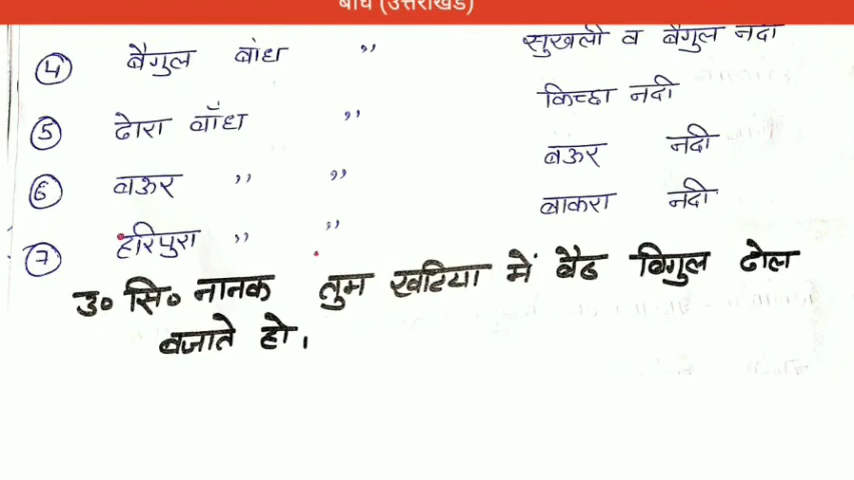 बांध (उत्तराखंड)
④ बैगुल बांध ,, सुखली व बैगुल नदी
⑤ ढोरा बाँध ,, किच्छा नदी
⑥ बऊर ,, ,, बऊर नदी
⑦ हरिपुरा ,, ,, बाकरा नदी
उ० सि० नानक तुम खटिया में बैड बिगुल ढोल
बजाते हो।